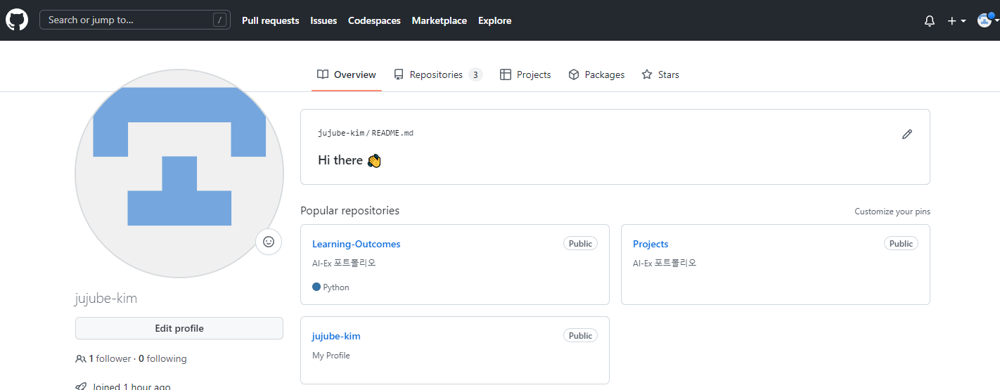 Search or jump to... /
Pull requests Issues Codespaces Marketplace Explore
Overview Repositories 3 Projects Packages Stars
jujube-kim/README.md
Hi there 👋
Popular repositories Customize your pins
Learning-Outcomes Public
AI-Ex 포트폴리오
Python
Projects Public
AI-Ex 포트폴리오
jujube-kim Public
My Profile
jujube-kim
Edit profile
1 follower · 0 following
Joined 1 hour ago